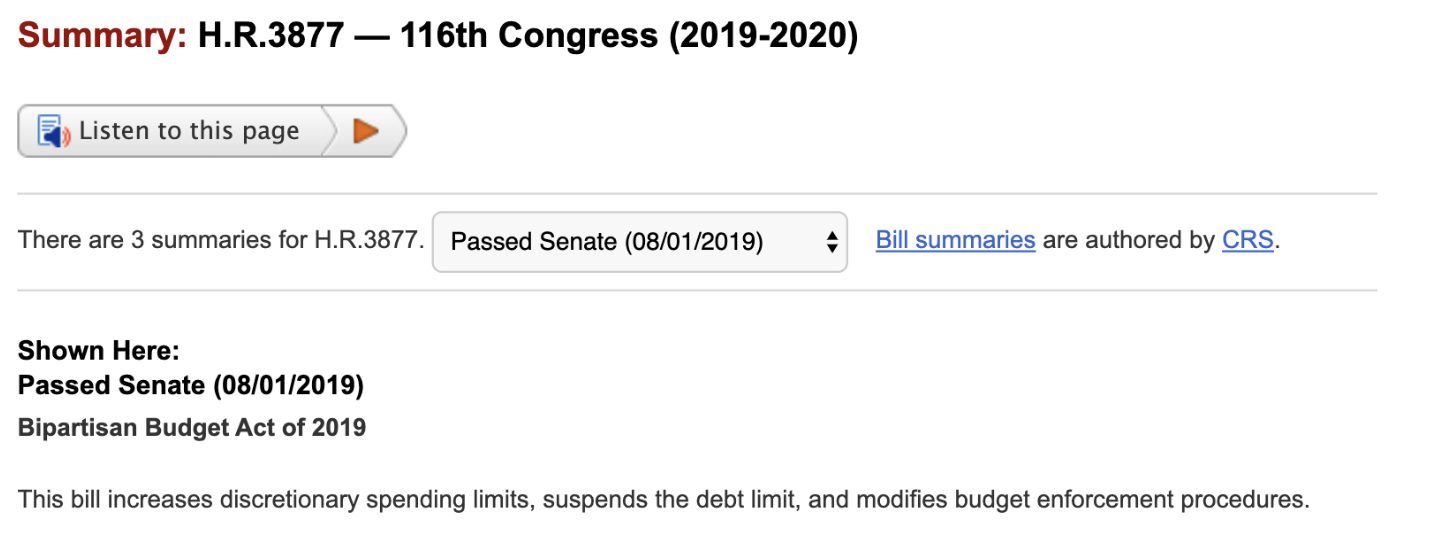 Summary: H.R.3877 — 116th Congress (2019-2020)
Listen to this page
There are 3 summaries for H.R.3877. Passed Senate (08/01/2019) Bill summaries are authored by CRS.
Shown Here:
Passed Senate (08/01/2019)
Bipartisan Budget Act of 2019
This bill increases discretionary spending limits, suspends the debt limit, and modifies budget enforcement procedures.